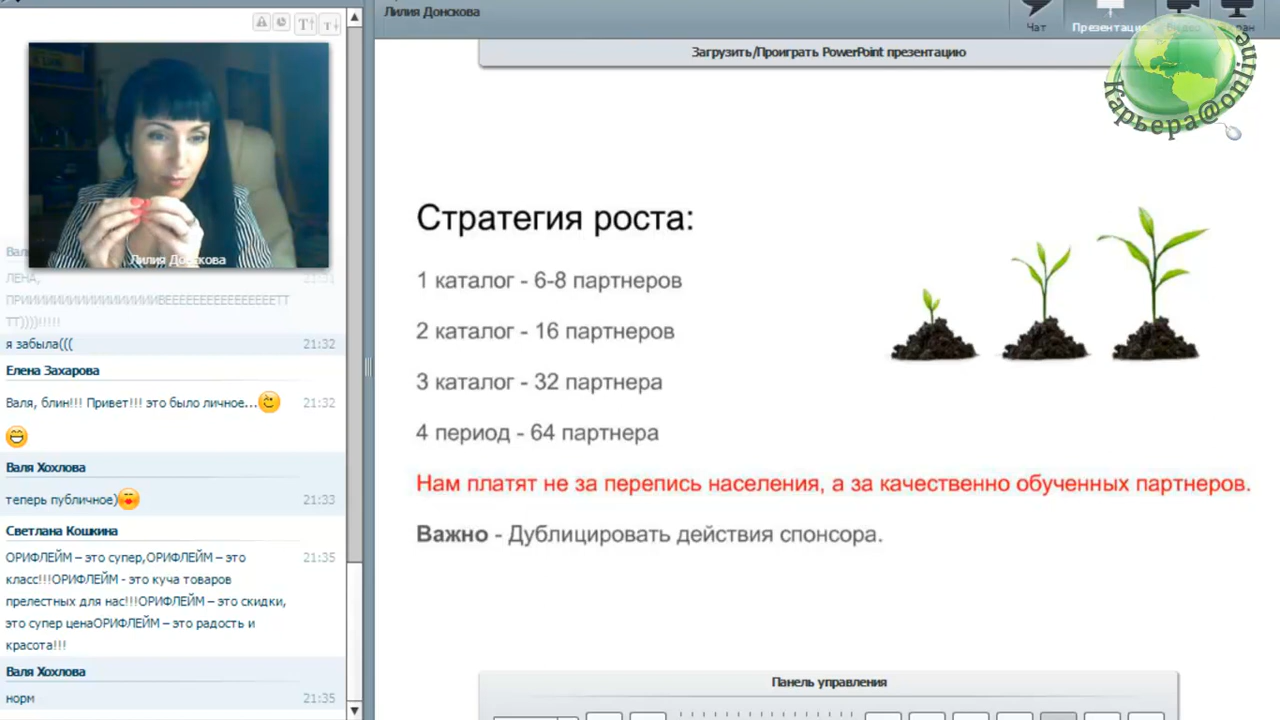 Лилия Донскова
Чат
Презентация
Загрузить/Проиграть PowerPoint презентацию
Карьера@online
T T
Лилия Донскова
ЛЕНА,
21:31
ПРИИИИИИИИИИИИИИИИВЕЕЕЕЕЕЕЕЕЕЕЕЕЕЕТТ
ТТ))))!!!!!
я забыла(((
21:32
Елена Захарова
Валя, блин!!! Привет!!! это было личное...
21:32
Валя Хохлова
теперь публичное)
21:33
Светлана Кошкина
ОРИФЛЕЙМ – это супер,ОРИФЛЕЙМ – это
21:35
класс!!!ОРИФЛЕЙМ - это куча товаров
прелестных для нас!!!ОРИФЛЕЙМ – это скидки,
это супер ценаОРИФЛЕЙМ – это радость и
красота!!!
Валя Хохлова
норм
21:35
Стратегия роста:
1 каталог - 6-8 партнеров
2 каталог - 16 партнеров
3 каталог - 32 партнера
4 период - 64 партнера
Нам платят не за перепись населения, а за качественно обученных партнеров.
Важно - Дублицировать действия спонсора.
Панель управления